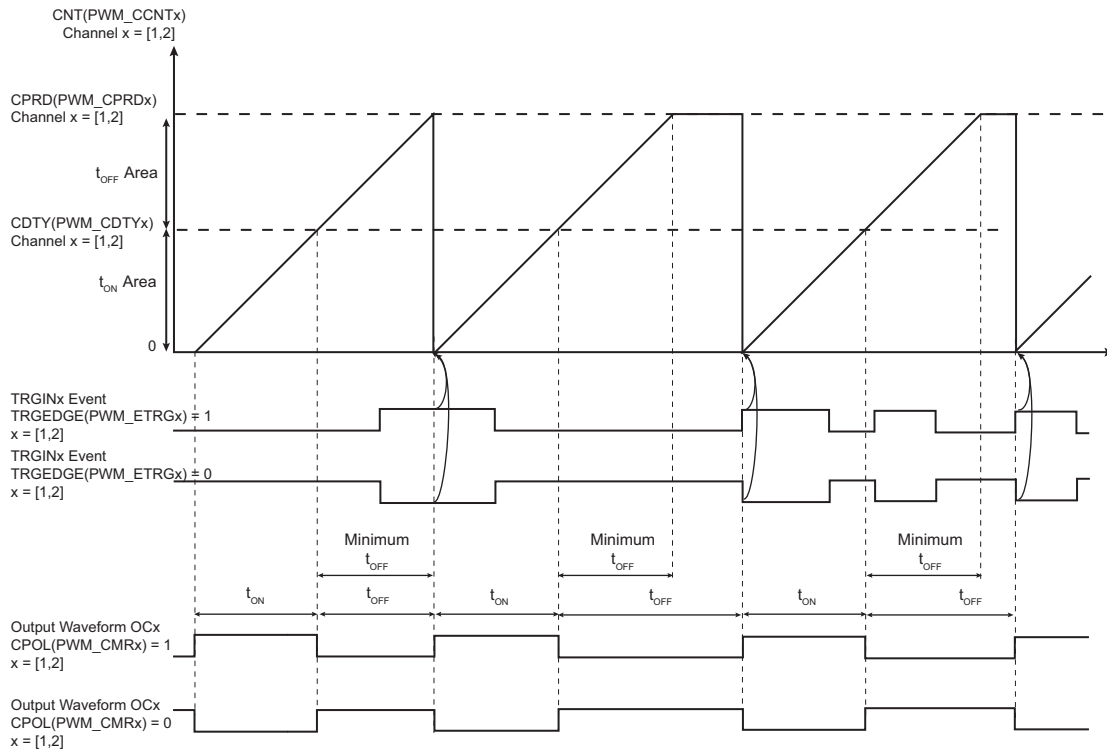 CNT(PWM_CCNTx)
Channel x = [1,2]
CPRD(PWM_CPRDx)
Channel x = [1,2]
tOFF Area
CDTY(PWM_CDTYx)
Channel x = [1,2]
tON Area
0
TRGINx Event
TRGEDGE(PWM_ETRGx) = 1
x = [1,2]
TRGINx Event
TRGEDGE(PWM_ETRGx) = 0
x = [1,2]
Minimum Minimum Minimum
tOFF tOFF tOFF
tON tOFF tON tOFF tON tOFF
Output Waveform OCx
CPOL(PWM_CMRx) = 1
x = [1,2]
Output Waveform OCx
CPOL(PWM_CMRx) = 0
x = [1,2]